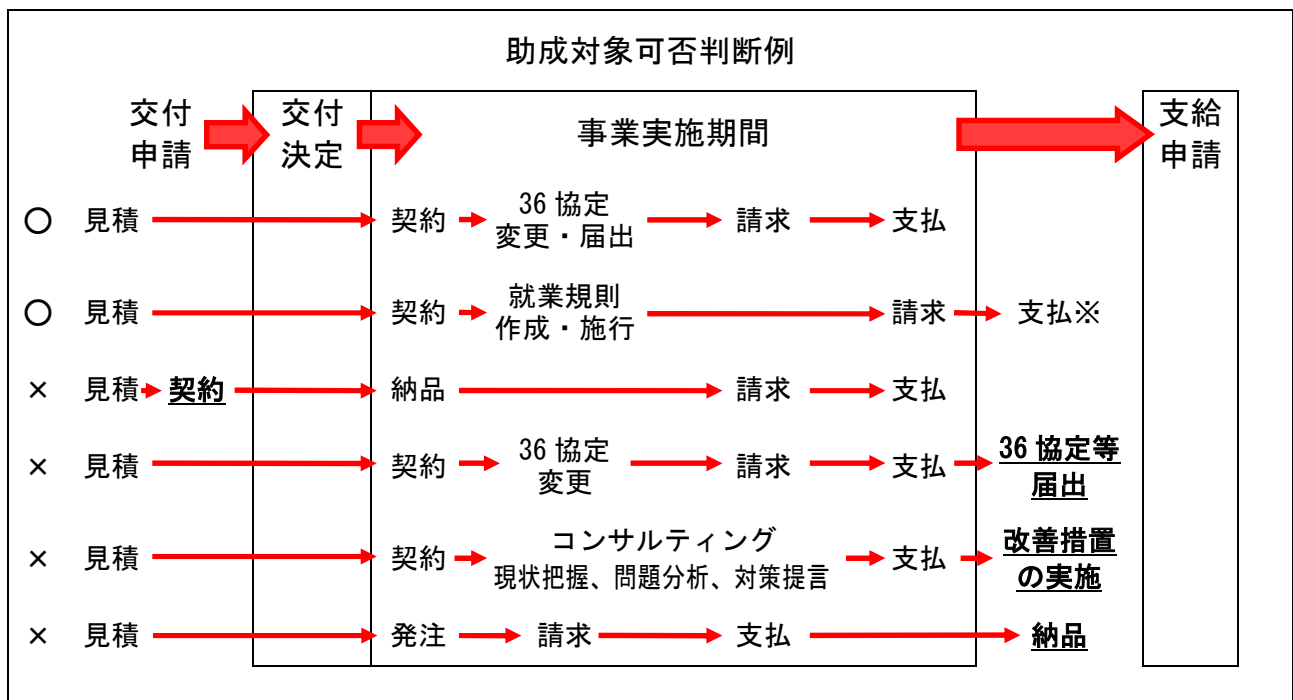 助成対象可否判断例
交付
申請
交付
決定
事業実施期間
支給
申請
○ 見積 契約 36 協定
変更・届出 請求 支払
○ 見積 契約 就業規則
作成・施行 請求 支払※
× 見積 契約 納品 請求 支払
× 見積 契約 36 協定
変更 請求 支払 36 協定等
届出
× 見積 契約 コンサルティング
現状把握、問題分析、対策提言 支払 改善措置
の実施
× 見積 発注 請求 支払 納品